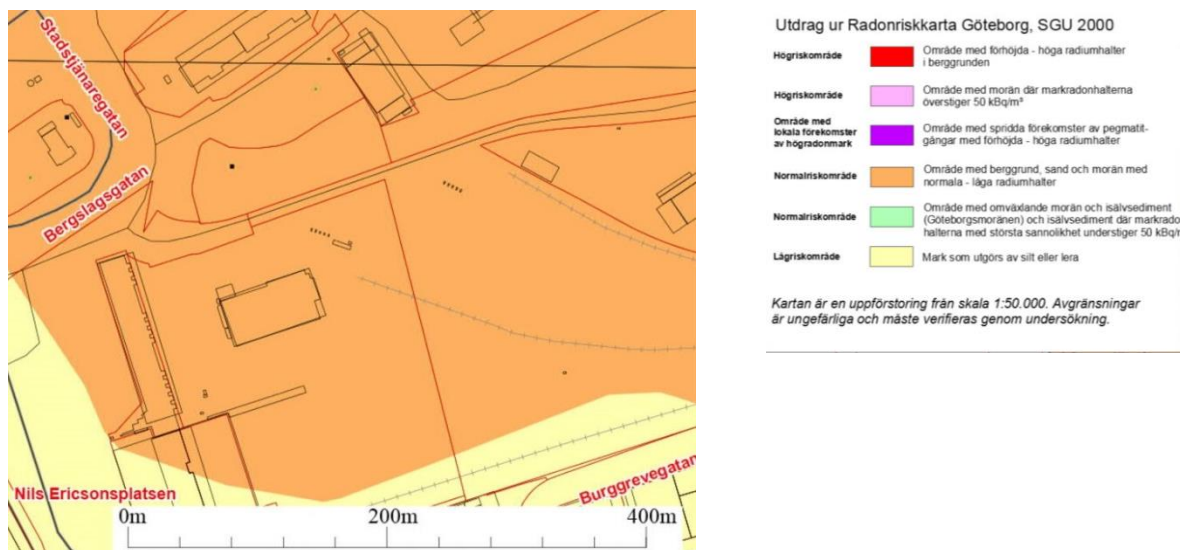 Stadstjänaregatan
Bergslagsgatan
Nils Ericsonsplatsen
Burggrevegatan
0m 200m 400m
Utdrag ur Radonriskkarta Göteborg, SGU 2000
Högriskområde
Område med förhöjda - höga radiumhalter
i berggrunden
Högriskområde
Område med morän där markradonhalterna
överstiger 50 kBq/m³
Område med
lokala förekomster
av högradonmark
Område med spridda förekomster av pegmatit-
gångar med förhöjda - höga radiumhalter
Normalriskområde
Område med berggrund, sand och morän med
normala - låga radiumhalter
Normalriskområde
Område med omväxlande morän och isälvsediment
(Göteborgsmoränen) och isälvsediment där markrado
halterna med största sannolikhet understiger 50 kBq/
Lågriskområde
Mark som utgörs av silt eller lera
Kartan är en uppförstoring från skala 1:50.000. Avgränsningar
är ungefärliga och måste verifieras genom undersökning.